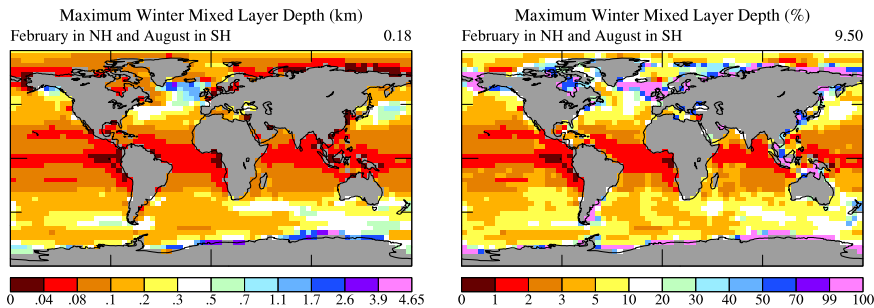 Maximum Winter Mixed Layer Depth (km)
February in NH and August in SH 0.18
0 .04 .08 .1 .2 .3 .5 .7 1.1 1.7 2.6 3.9 4.65
Maximum Winter Mixed Layer Depth (%)
February in NH and August in SH 9.50
0 1 2 3 5 10 20 30 40 50 70 99 100